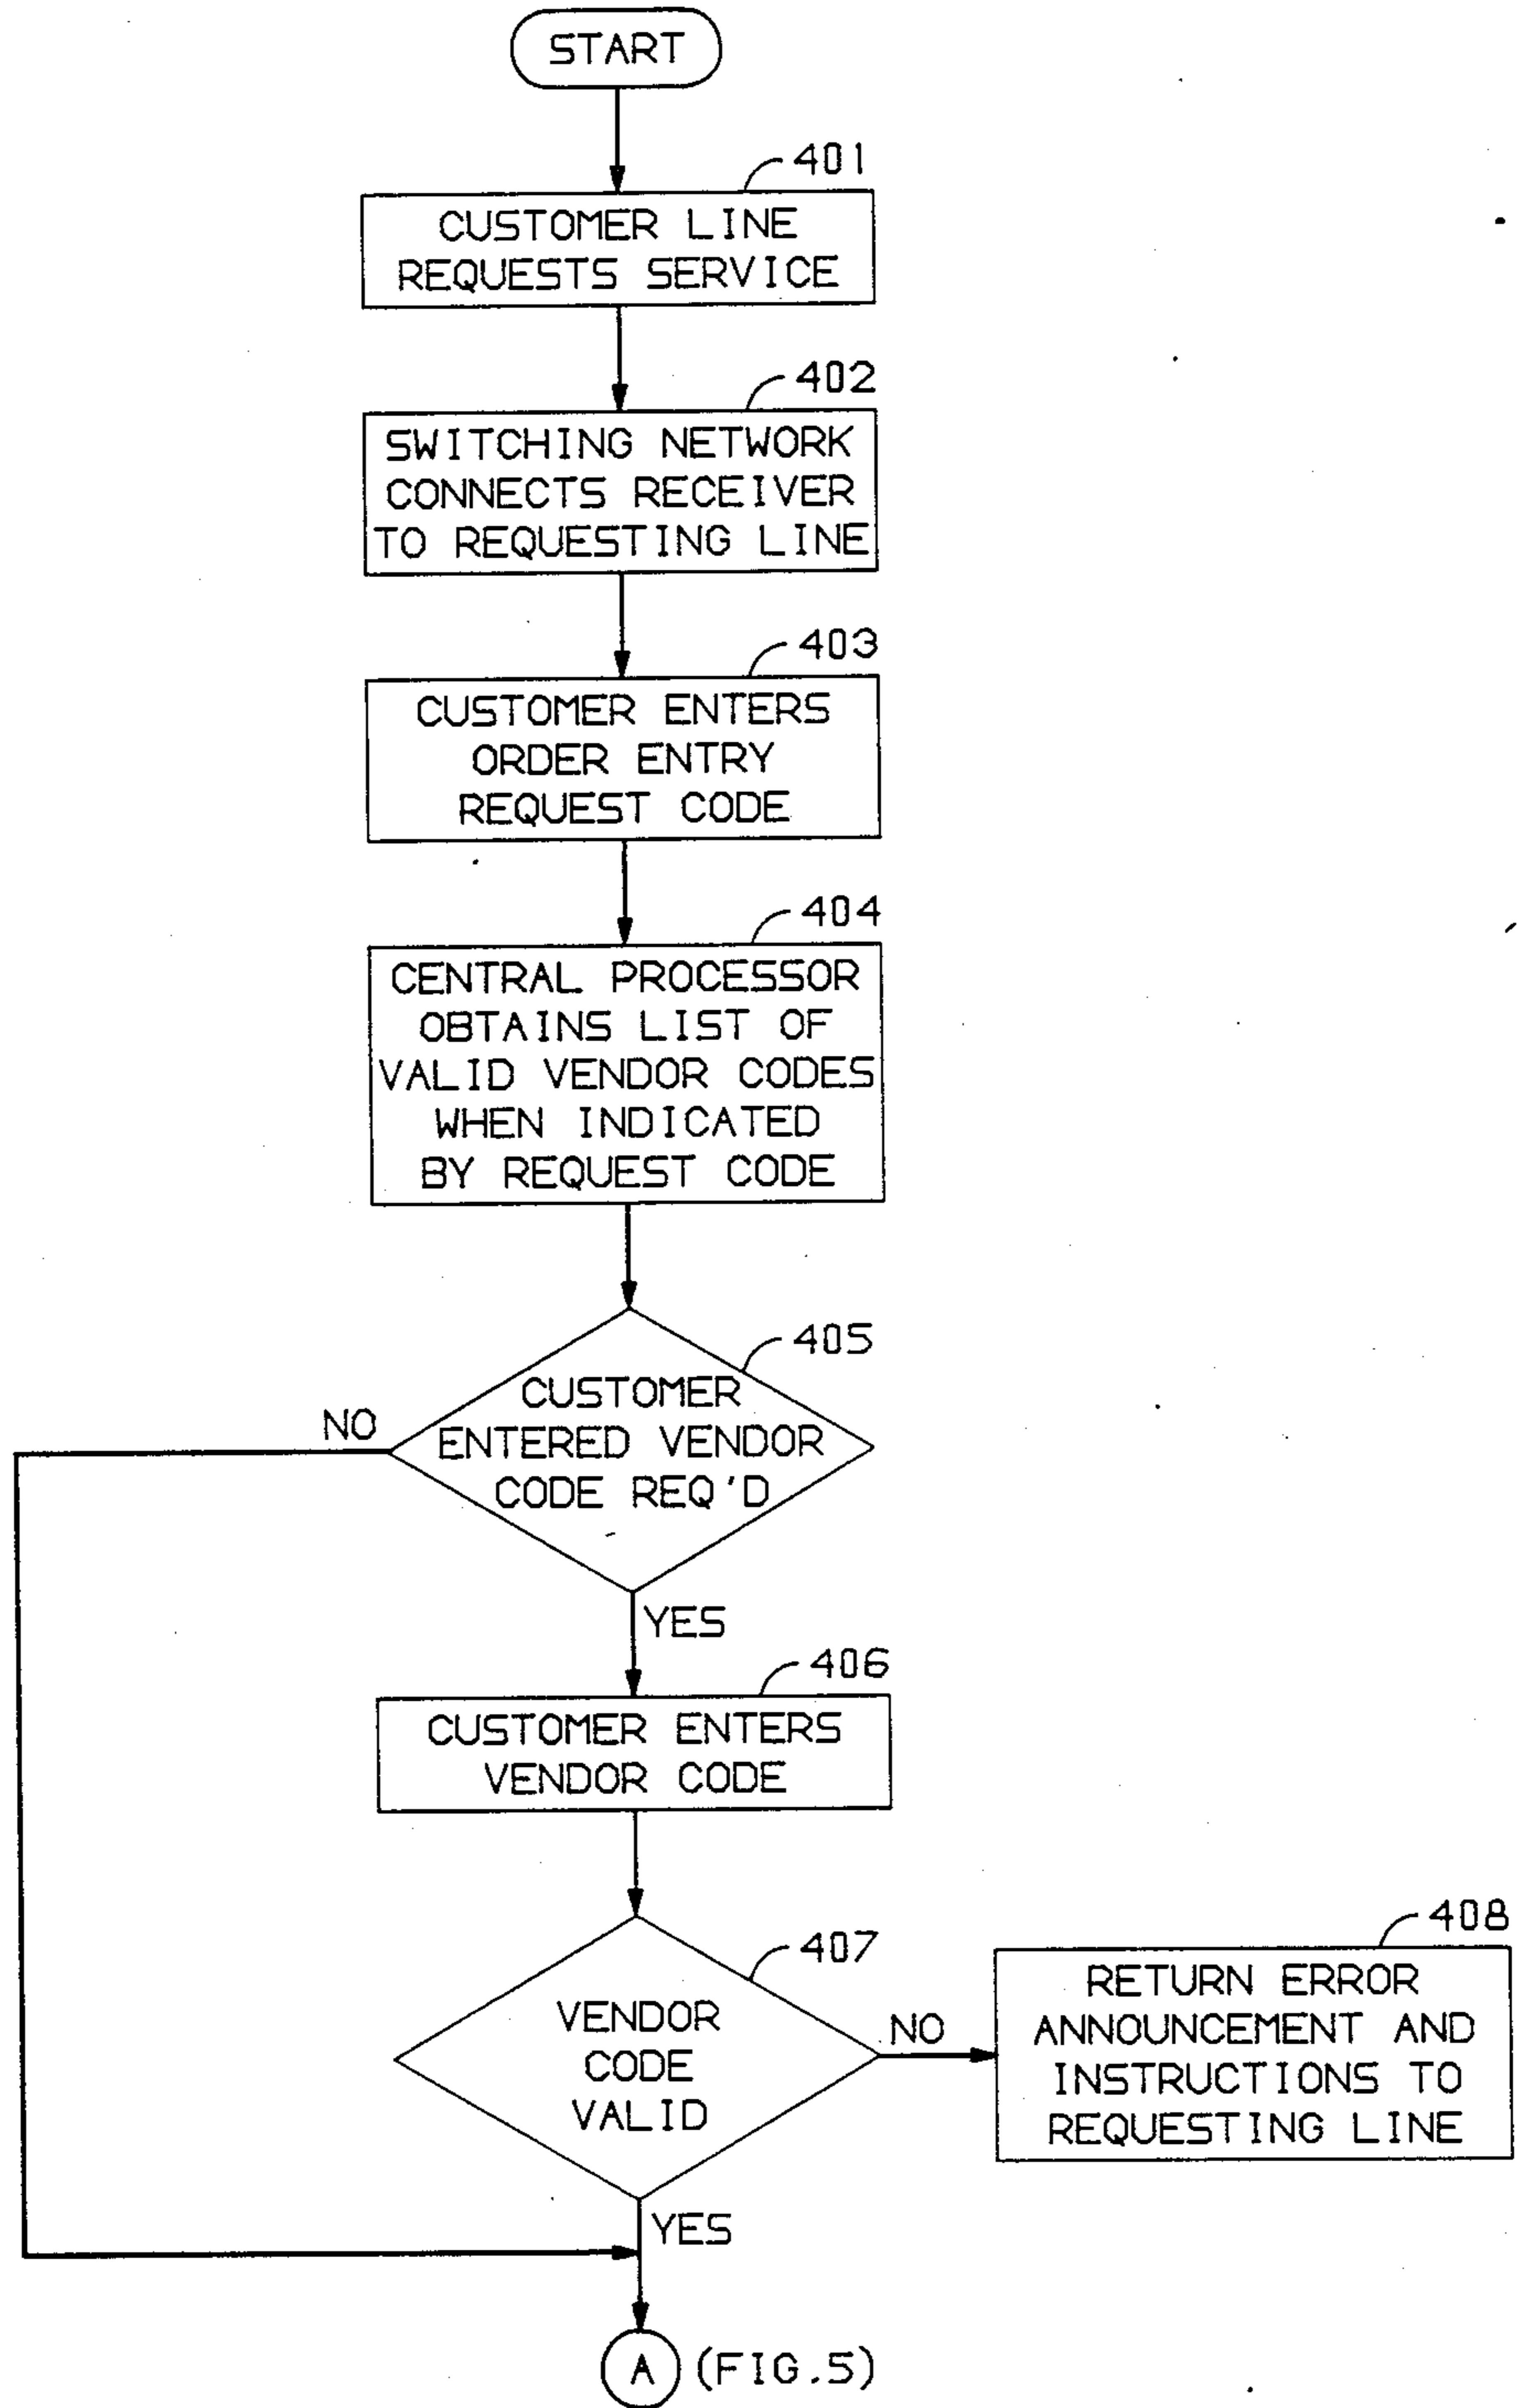 START
401
CUSTOMER LINE
REQUESTS SERVICE
402
SWITCHING NETWORK
CONNECTS RECEIVER
TO REQUESTING LINE
403
CUSTOMER ENTERS
ORDER ENTRY
REQUEST CODE
404
CENTRAL PROCESSOR
OBTAINS LIST OF
VALID VENDOR CODES
WHEN INDICATED
BY REQUEST CODE
405
CUSTOMER
ENTERED VENDOR
CODE REQ'D
NO
YES
406
CUSTOMER ENTERS
VENDOR CODE
407
VENDOR
CODE
VALID
NO
408
RETURN ERROR
ANNOUNCEMENT AND
INSTRUCTIONS TO
REQUESTING LINE
YES
A (FIG.5)